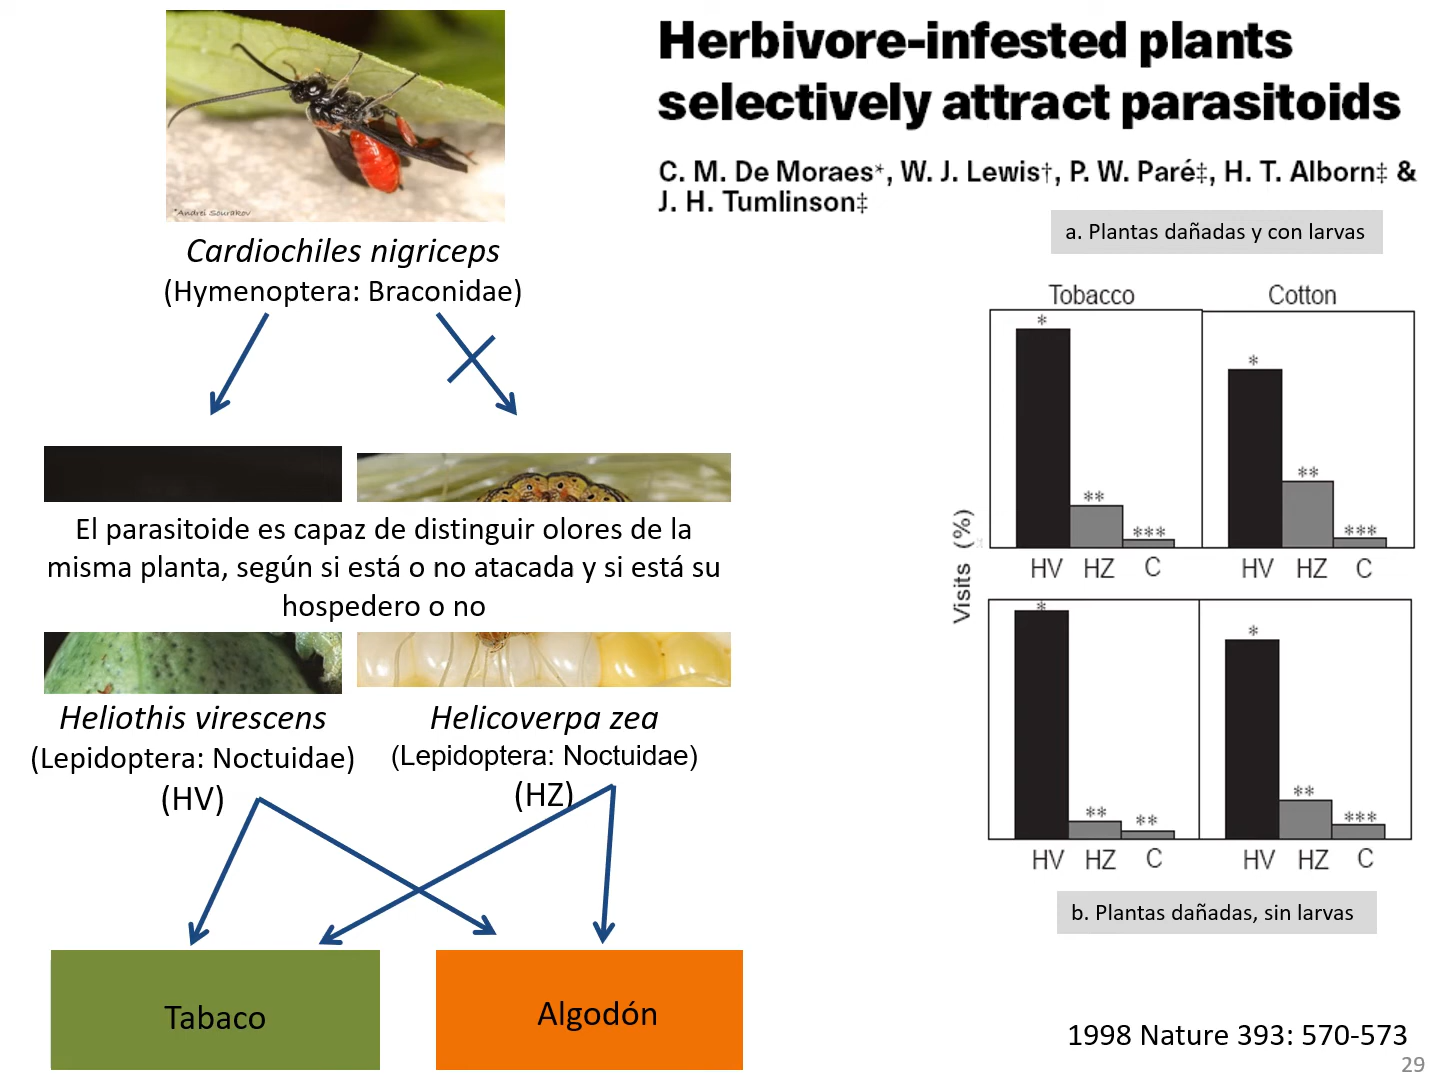 Herbivore-infested plants
selectively attract parasitoids
C. M. De Moraes*, W. J. Lewis†, P. W. Paré‡, H. T. Alborn‡ &
J. H. Tumlinson‡
*Andrei Sourakov
Cardiochiles nigriceps
(Hymenoptera: Braconidae)
El parasitoide es capaz de distinguir olores de la
misma planta, según si está o no atacada y si está su
hospedero o no
Heliothis virescens
(Lepidoptera: Noctuidae)
(HV)
Helicoverpa zea
(Lepidoptera: Noctuidae)
(HZ)
Tabaco
Algodón
a. Plantas dañadas y con larvas
Tobacco
Cotton
* ** ***
* ** ***
HV HZ C
HV HZ C
Visits (%)
* ** **
* ** ***
HV HZ C
HV HZ C
b. Plantas dañadas, sin larvas
1998 Nature 393: 570-573
29